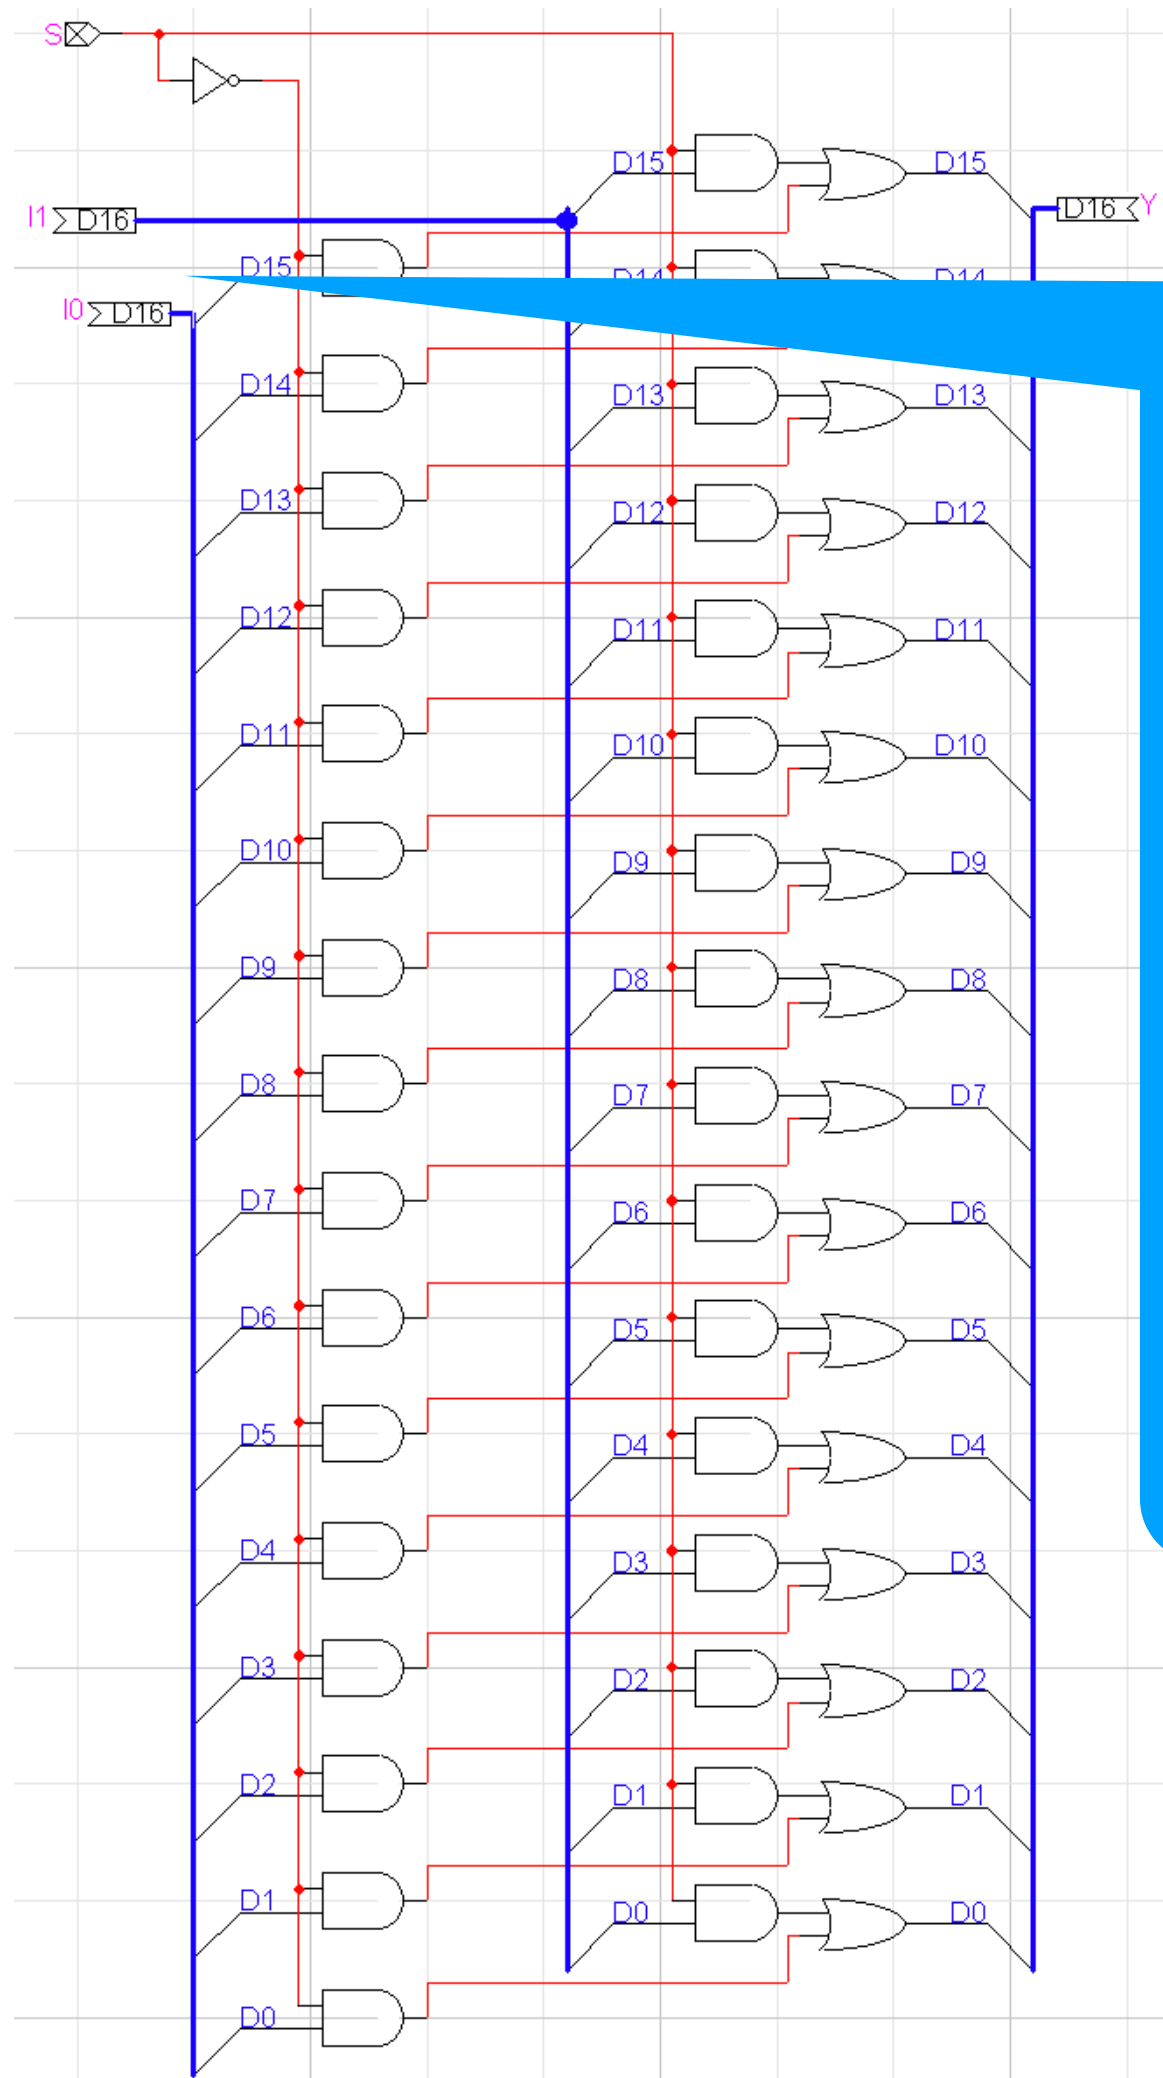 S
D15 D15
I1 D16 D16 Y
D15 D14 D14
I0 D16
D14 D13 D13
D13 D12 D12
D12 D11 D11
D11 D10 D10
D10 D9 D9
D9 D8 D8
D8 D7 D7
D7 D6 D6
D6 D5 D5
D5 D4 D4
D4 D3 D3
D3 D2 D2
D2 D1 D1
D1 D0 D0
D0